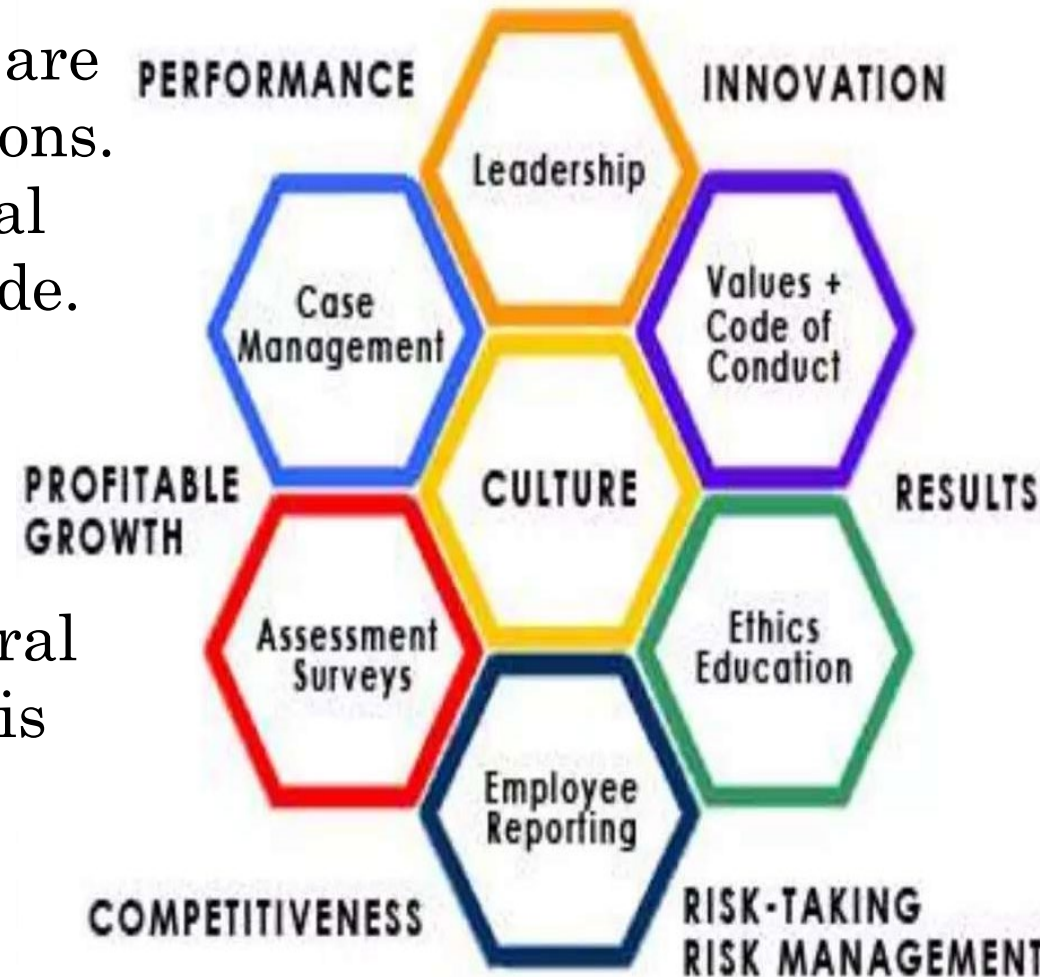 are
ons.
al
de.
ral
is
PERFORMANCE
INNOVATION
Leadership
Case
Management
Values +
Code of
Conduct
PROFITABLE
GROWTH
CULTURE
RESULTS
Assessment
Surveys
Ethics
Education
Employee
Reporting
COMPETITIVENESS
RISK-TAKING
RISK MANAGEMENT